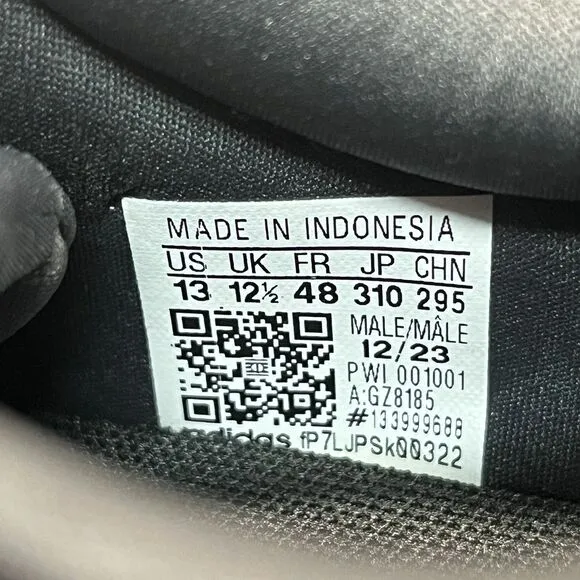 MADE IN INDONESIA
US UK FR JP CHN
13 12½ 48 310 295
MALE/MÂLE
12/23
PWI 001001
A:GZ8185
#133999688
adidas fP7LJPSk00322